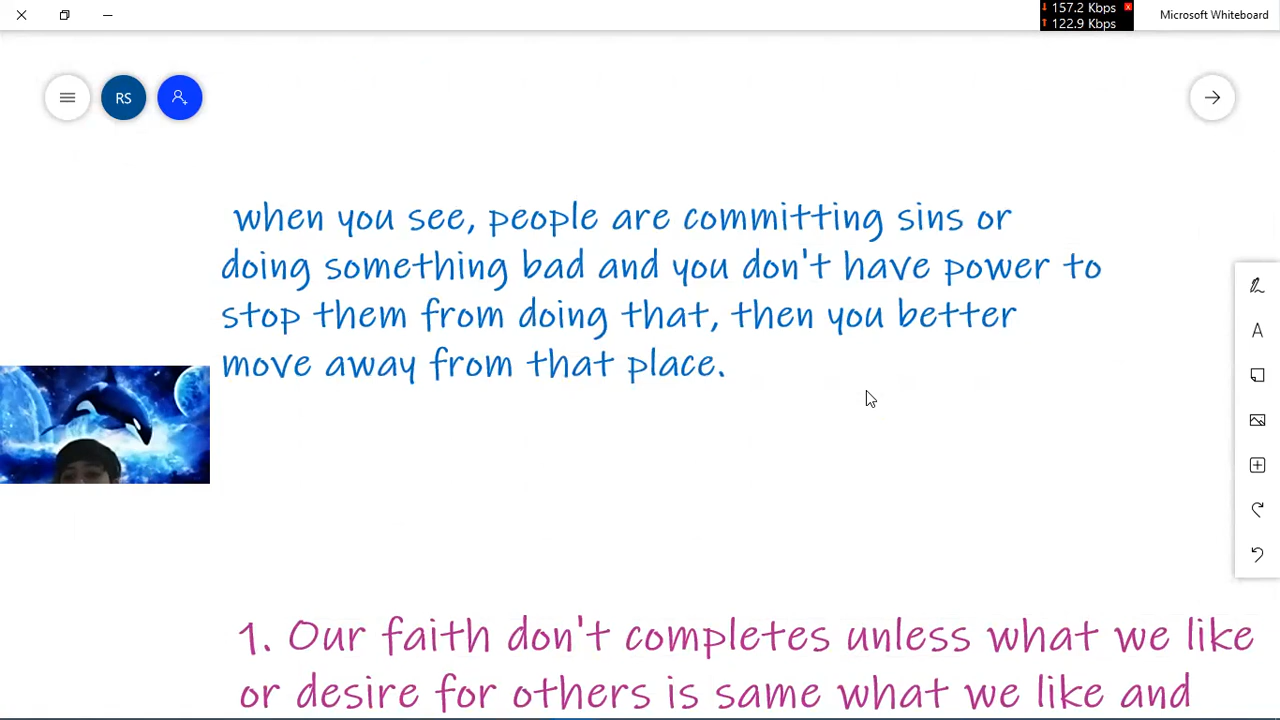 157.2 Kbps
122.9 Kbps
Microsoft Whiteboard
RS
when you see, people are committing sins or
doing something bad and you don't have power to
stop them from doing that, then you better
move away from that place.
A
1. Our faith don't completes unless what we like
or desire for others is same what we like and